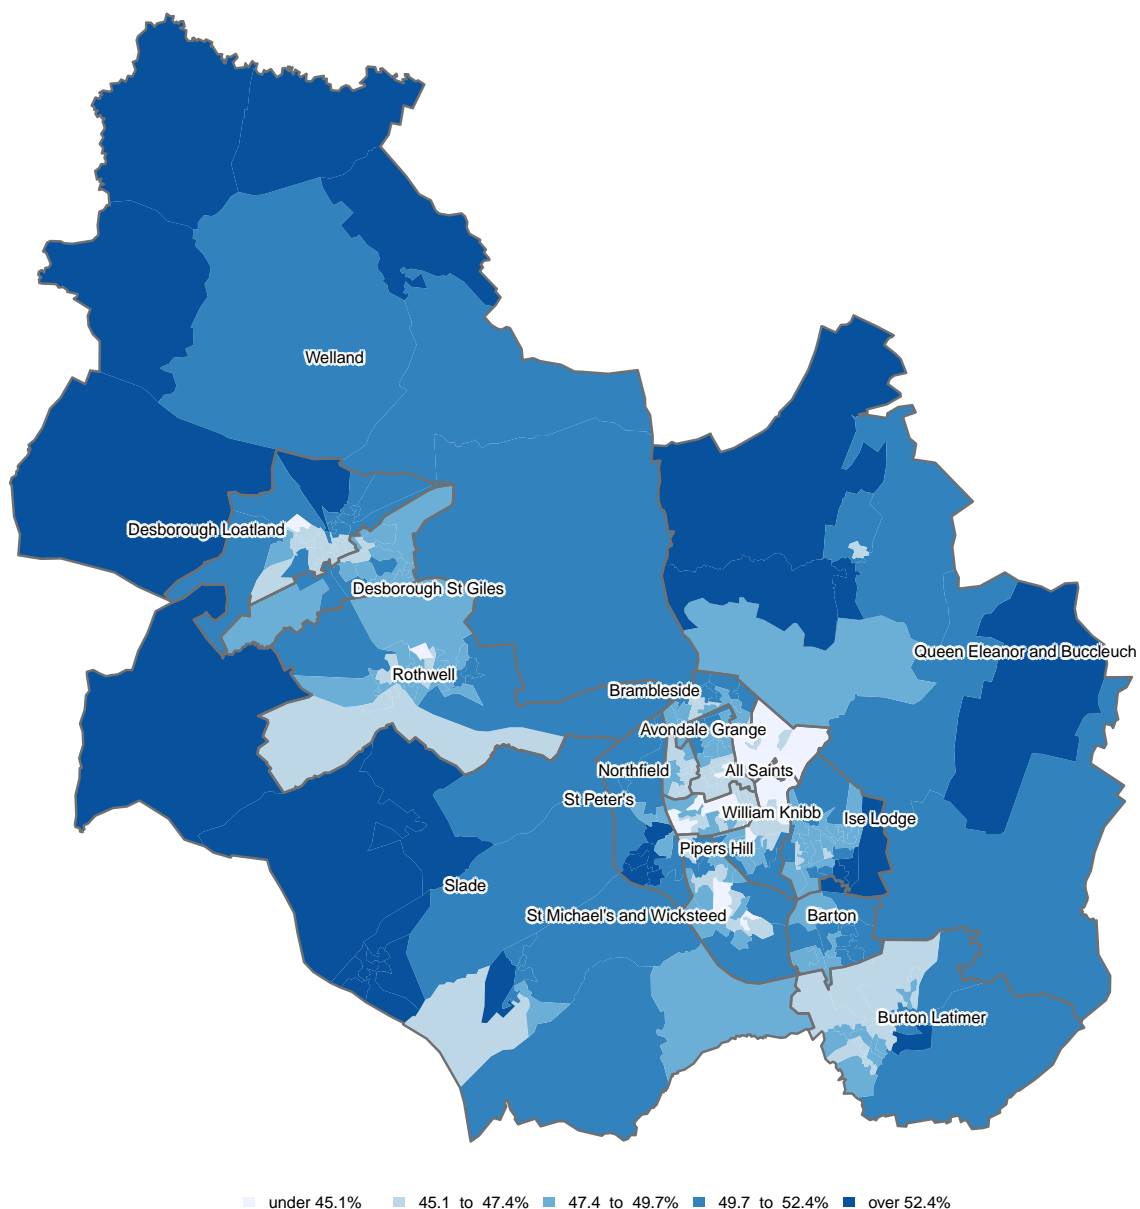 Welland
Desborough Loatland
Desborough St Giles
Queen Eleanor and Buccleuch
Rothwell
Brambleside
Avondale Grange
Northfield
All Saints
St Peter's
William Knibb
Ise Lodge
Pipers Hill
Slade
St Michael's and Wicksteed
Barton
Burton Latimer
under 45.1% 45.1 to 47.4% 47.4 to 49.7% 49.7 to 52.4% over 52.4%